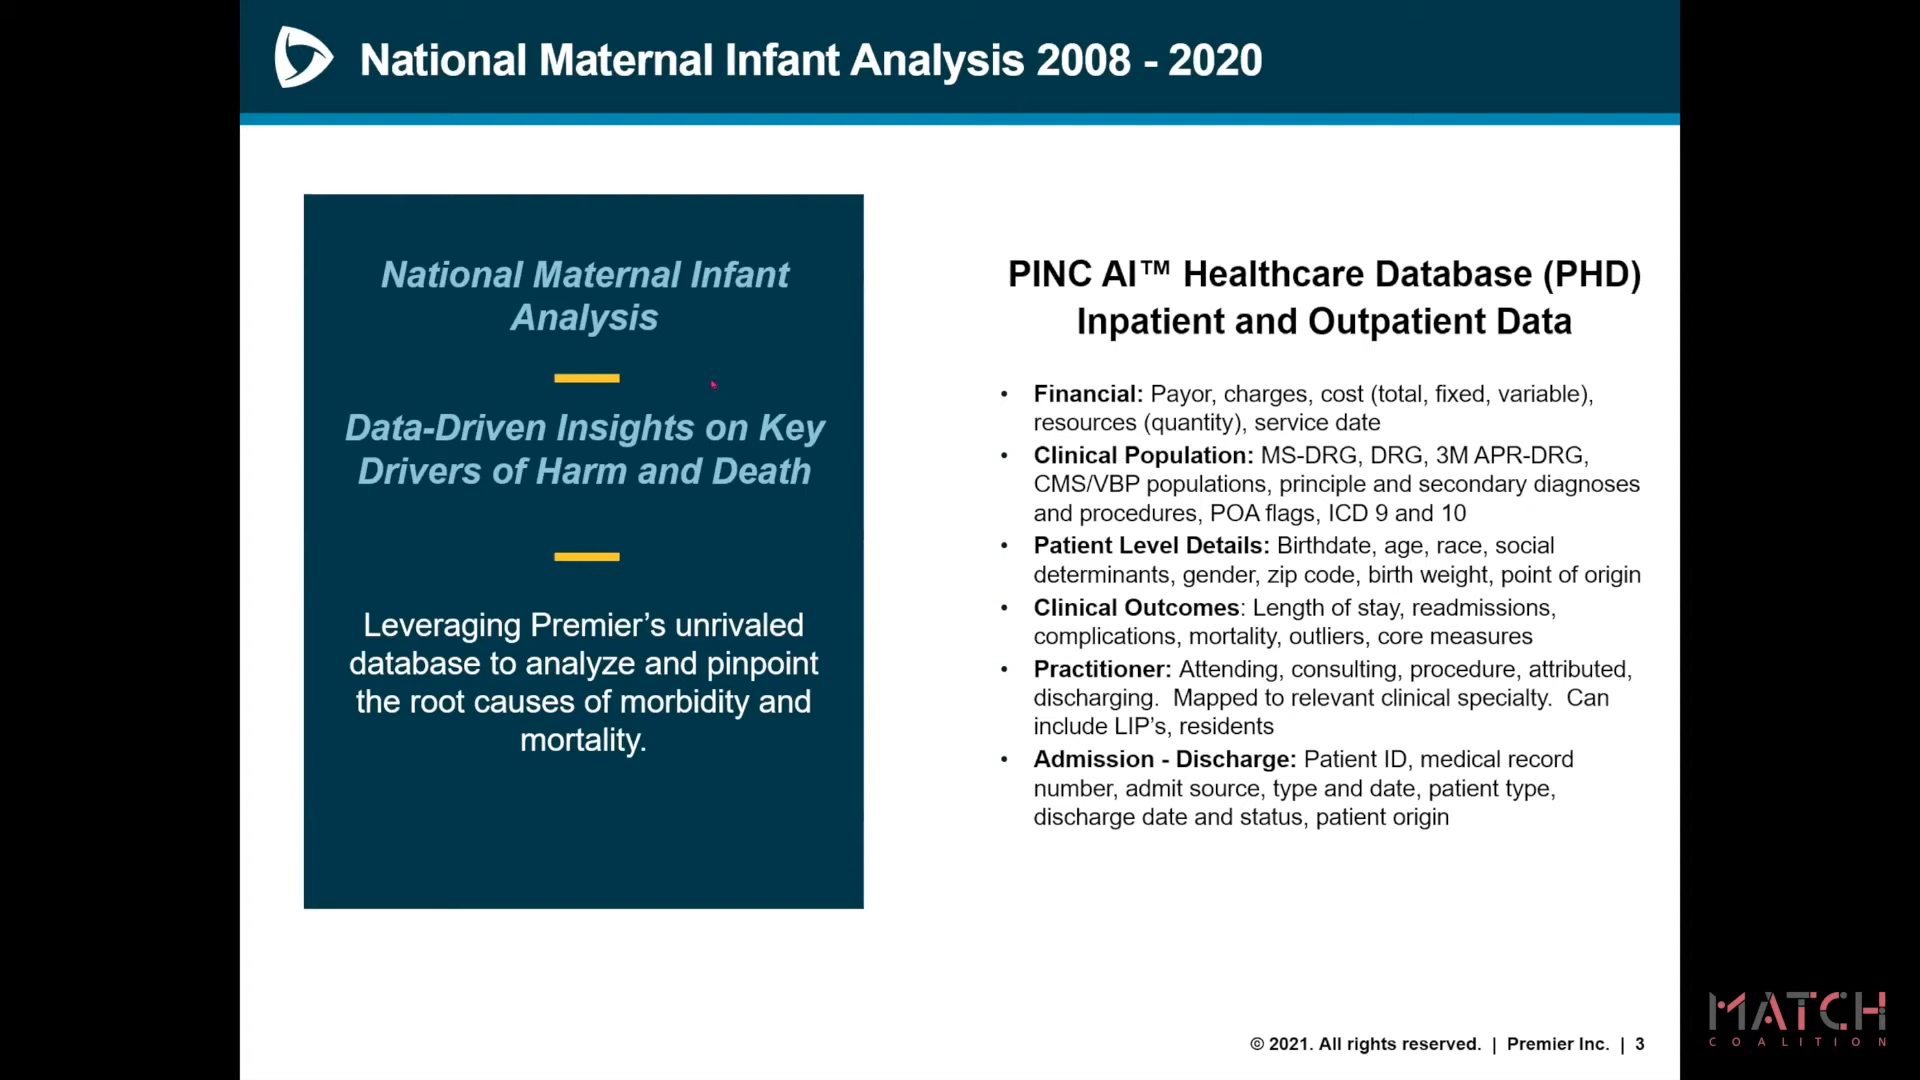 National Maternal Infant Analysis 2008 - 2020
National Maternal Infant
Analysis
Data-Driven Insights on Key
Drivers of Harm and Death
Leveraging Premier’s unrivaled
database to analyze and pinpoint
the root causes of morbidity and
mortality.
PINC AI™ Healthcare Database (PHD)
Inpatient and Outpatient Data
• Financial: Payor, charges, cost (total, fixed, variable),
resources (quantity), service date
• Clinical Population: MS-DRG, DRG, 3M APR-DRG,
CMS/VBP populations, principle and secondary diagnoses
and procedures, POA flags, ICD 9 and 10
• Patient Level Details: Birthdate, age, race, social
determinants, gender, zip code, birth weight, point of origin
• Clinical Outcomes: Length of stay, readmissions,
complications, mortality, outliers, core measures
• Practitioner: Attending, consulting, procedure, attributed,
discharging.  Mapped to relevant clinical specialty.  Can
include LIP’s, residents
• Admission - Discharge: Patient ID, medical record
number, admit source, type and date, patient type,
discharge date and status, patient origin
© 2021. All rights reserved. | Premier Inc. | 3
MATCH
COALITION